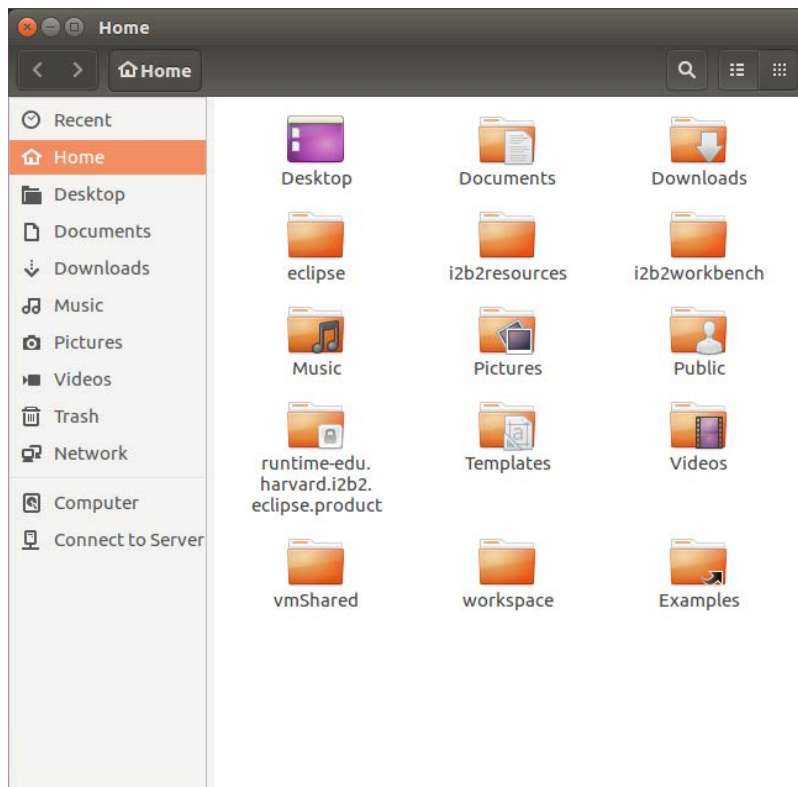 Home
Home
Recent
Home
Desktop
Documents
Downloads
Music
Pictures
Videos
Trash
Network
Computer
Connect to Server
Desktop
Documents
Downloads
eclipse
i2b2resources
i2b2workbench
Music
Pictures
Public
runtime-edu.
harvard.i2b2.
eclipse.product
Templates
Videos
vmShared
workspace
Examples